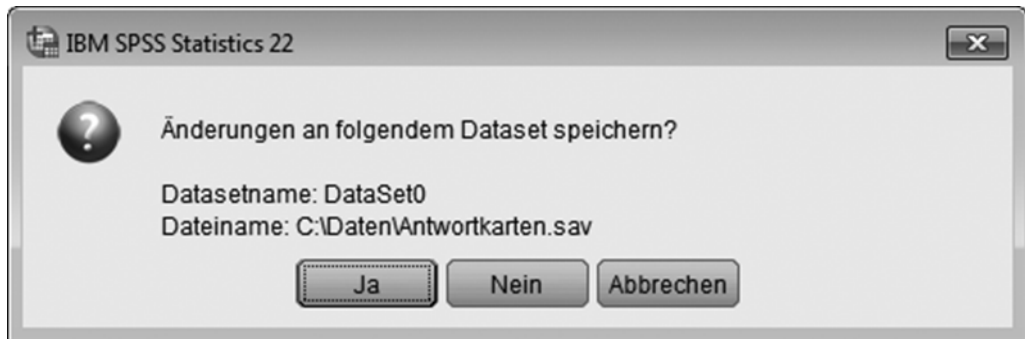 IBM SPSS Statistics 22
Änderungen an folgendem Dataset speichern?
Datasetname: DataSet0
Dateiname: C:\Daten\Antwortkarten.sav
Ja Nein Abbrechen